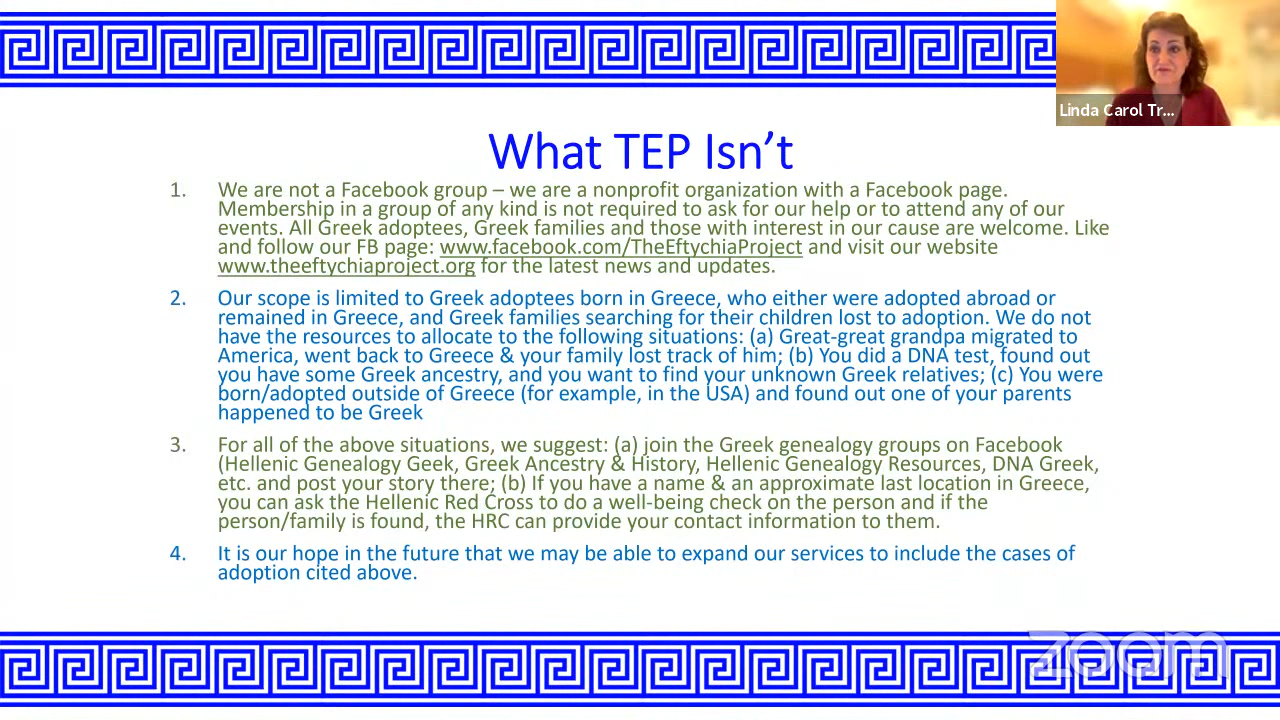 Linda Carol Tr...
What TEP Isn’t
1. We are not a Facebook group – we are a nonprofit organization with a Facebook page.
Membership in a group of any kind is not required to ask for our help or to attend any of our
events. All Greek adoptees, Greek families and those with interest in our cause are welcome. Like
and follow our FB page: www.facebook.com/TheEftychiaProject and visit our website
www.theeftychiaproject.org for the latest news and updates.
2. Our scope is limited to Greek adoptees born in Greece, who either were adopted abroad or
remained in Greece, and Greek families searching for their children lost to adoption. We do not
have the resources to allocate to the following situations: (a) Great-great grandpa migrated to
America, went back to Greece & your family lost track of him; (b) You did a DNA test, found out
you have some Greek ancestry, and you want to find your unknown Greek relatives; (c) You were
born/adopted outside of Greece (for example, in the USA) and found out one of your parents
happened to be Greek
3. For all of the above situations, we suggest: (a) join the Greek genealogy groups on Facebook
(Hellenic Genealogy Geek, Greek Ancestry & History, Hellenic Genealogy Resources, DNA Greek,
etc. and post your story there; (b) If you have a name & an approximate last location in Greece,
you can ask the Hellenic Red Cross to do a well-being check on the person and if the
person/family is found, the HRC can provide your contact information to them.
4. It is our hope in the future that we may be able to expand our services to include the cases of
adoption cited above.
zoom